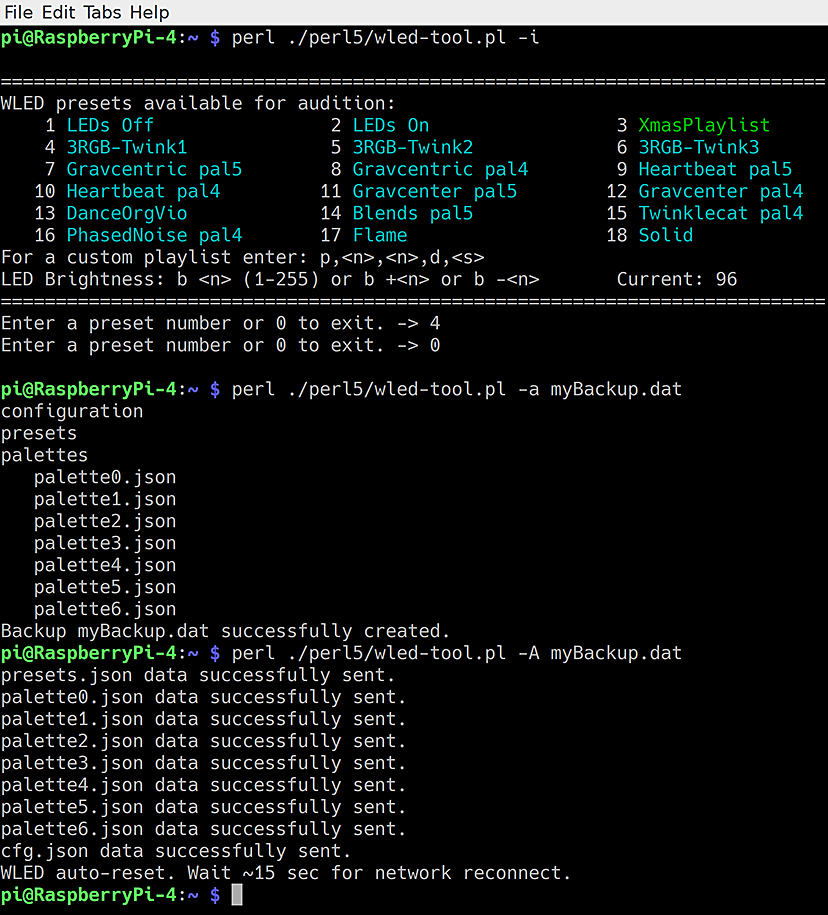 File Edit Tabs Help
pi@RaspberryPi-4:~ $ perl ./perl5/wled-tool.pl -i
===========================================================================
WLED presets available for audition:
    1 LEDs Off                2 LEDs On                 3 XmasPlaylist
    4 3RGB-Twink1             5 3RGB-Twink2             6 3RGB-Twink3
    7 Gravcentric pal5        8 Gravcentric pal4        9 Heartbeat pal5
   10 Heartbeat pal4         11 Gravcenter pal5        12 Gravcenter pal4
   13 DanceOrgVio            14 Blends pal5            15 Twinklecat pal4
   16 PhasedNoise pal4       17 Flame                  18 Solid
For a custom playlist enter: p,<n>,<n>,d,<s>
LED Brightness: b <n> (1-255) or b +<n> or b -<n>       Current: 96
===========================================================================
Enter a preset number or 0 to exit. -> 4
Enter a preset number or 0 to exit. -> 0
pi@RaspberryPi-4:~ $ perl ./perl5/wled-tool.pl -a myBackup.dat
configuration
presets
palettes
   palette0.json
   palette1.json
   palette2.json
   palette3.json
   palette4.json
   palette5.json
   palette6.json
Backup myBackup.dat successfully created.
pi@RaspberryPi-4:~ $ perl ./perl5/wled-tool.pl -A myBackup.dat
presets.json data successfully sent.
palette0.json data successfully sent.
palette1.json data successfully sent.
palette2.json data successfully sent.
palette3.json data successfully sent.
palette4.json data successfully sent.
palette5.json data successfully sent.
palette6.json data successfully sent.
cfg.json data successfully sent.
WLED auto-reset. Wait ~15 sec for network reconnect.
pi@RaspberryPi-4:~ $